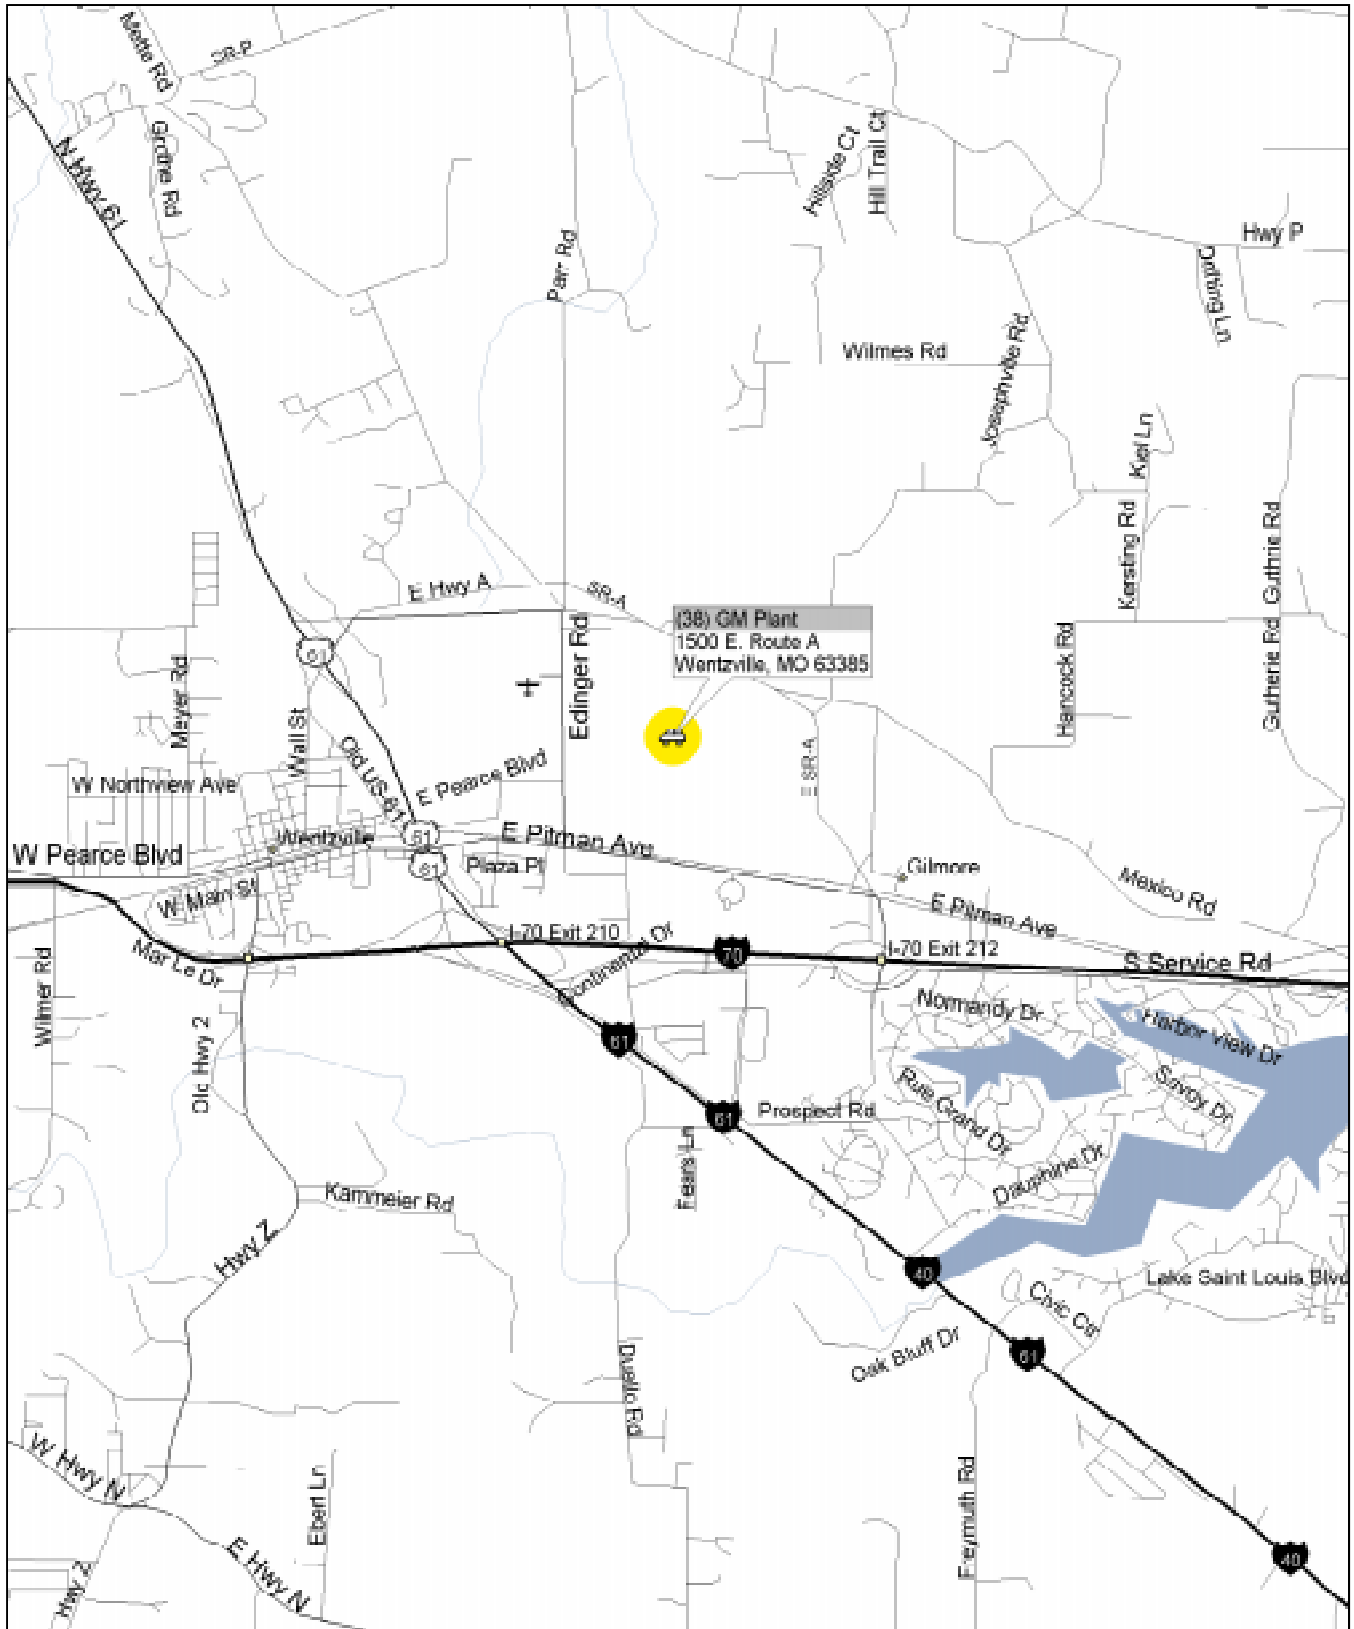 Mette Rd
SR-P
N Hwy 61
Grothe Rd
Parr Rd
Hillside Ct
Hill Trail Ct
Hwy P
Wilmes Rd
Josephville Rd
Kiel Ln
Kersting Rd
Guthrie Rd
Gutherie Rd
Hancock Rd
E Hwy A
SR-A
(38) GM Plant
1500 E. Route A
Wentzville, MO 63385
Edinger Rd
61
Meyer Rd
Wall St
Old US-61
E Pearce Blvd
E SR-A
W Northview Ave
61
Wentzville
E Pitman Ave
W Pearce Blvd
61
Plaza Pl
Gilmore
Mexico Rd
W Main St
E Pitman Ave
I-70 Exit 210
Continental Dr
70
I-70 Exit 212
S Service Rd
Mar Le Dr
Wilmer Rd
Normandy Dr
Harbor View Dr
Old Hwy 2
61
Rue Grand Dr
Savoy Dr
61
Prospect Rd
Fears Ln
Dauphine Dr
Kammeier Rd
Hwy Z
40
Lake Saint Louis Blvd
Civic Ctr
Oak Bluff Dr
61
Duello Rd
W Hwy N
Ebert Ln
Freymuth Rd
E Hwy N
Hwy Z
40